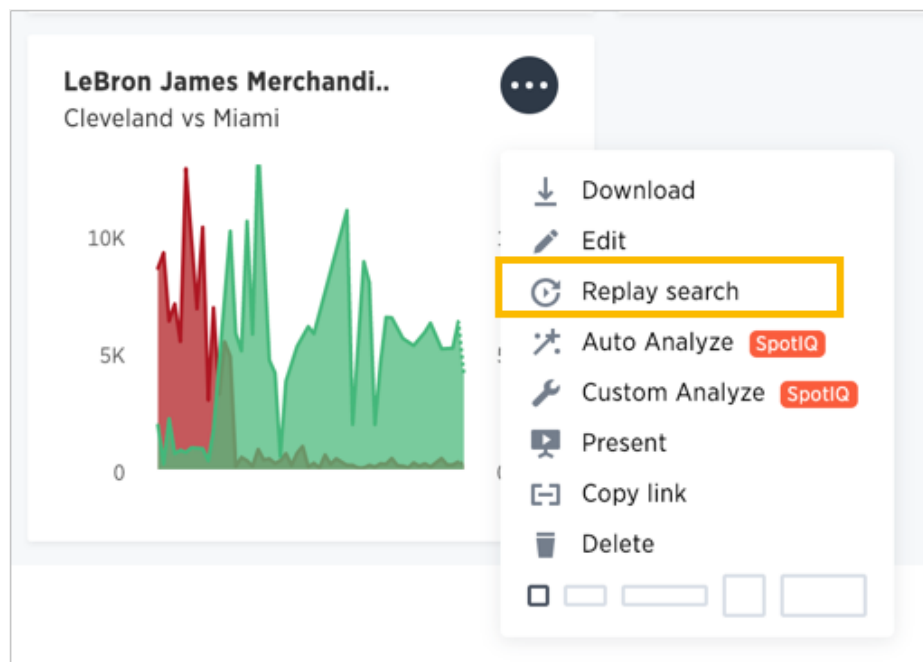 LeBron James Merchandi..
Cleveland vs Miami
10K
5K
0
Download
Edit
Replay search
Auto Analyze SpotIQ
Custom Analyze SpotIQ
Present
Copy link
Delete